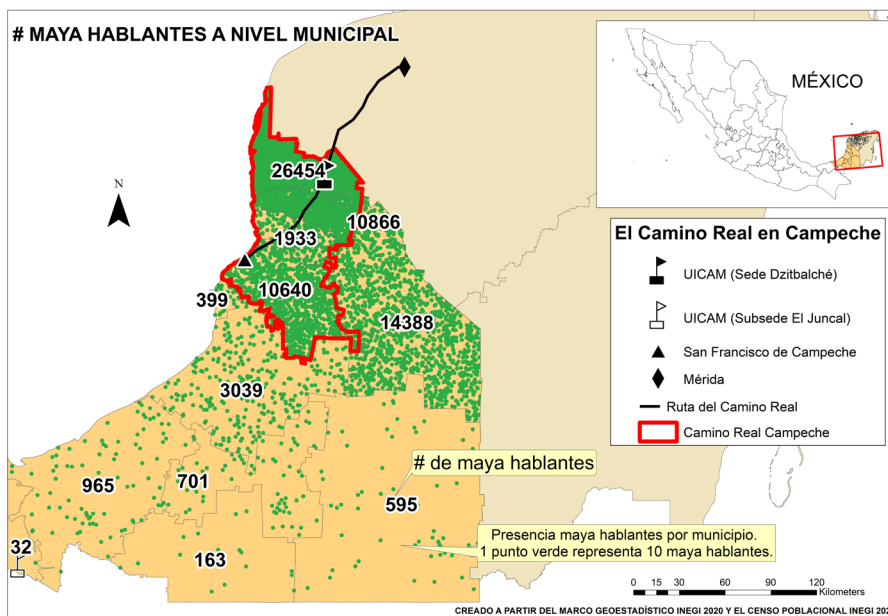 # MAYA HABLANTES A NIVEL MUNICIPAL
MÉXICO
N
26454
10866
1933
399
10640
14388
3039
# de maya hablantes
965
701
595
32
163
Presencia maya hablantes por municipio.
1 punto verde representa 10 maya hablantes.
El Camino Real en Campeche
UICAM (Sede Dzitbalché)
UICAM (Subsede El Juncal)
San Francisco de Campeche
Mérida
Ruta del Camino Real
Camino Real Campeche
0 15 30 60 90 120
Kilometers
CREADO A PARTIR DEL MARCO GEOESTADÍSTICO INEGI 2020 Y EL CENSO POBLACIONAL INEGI